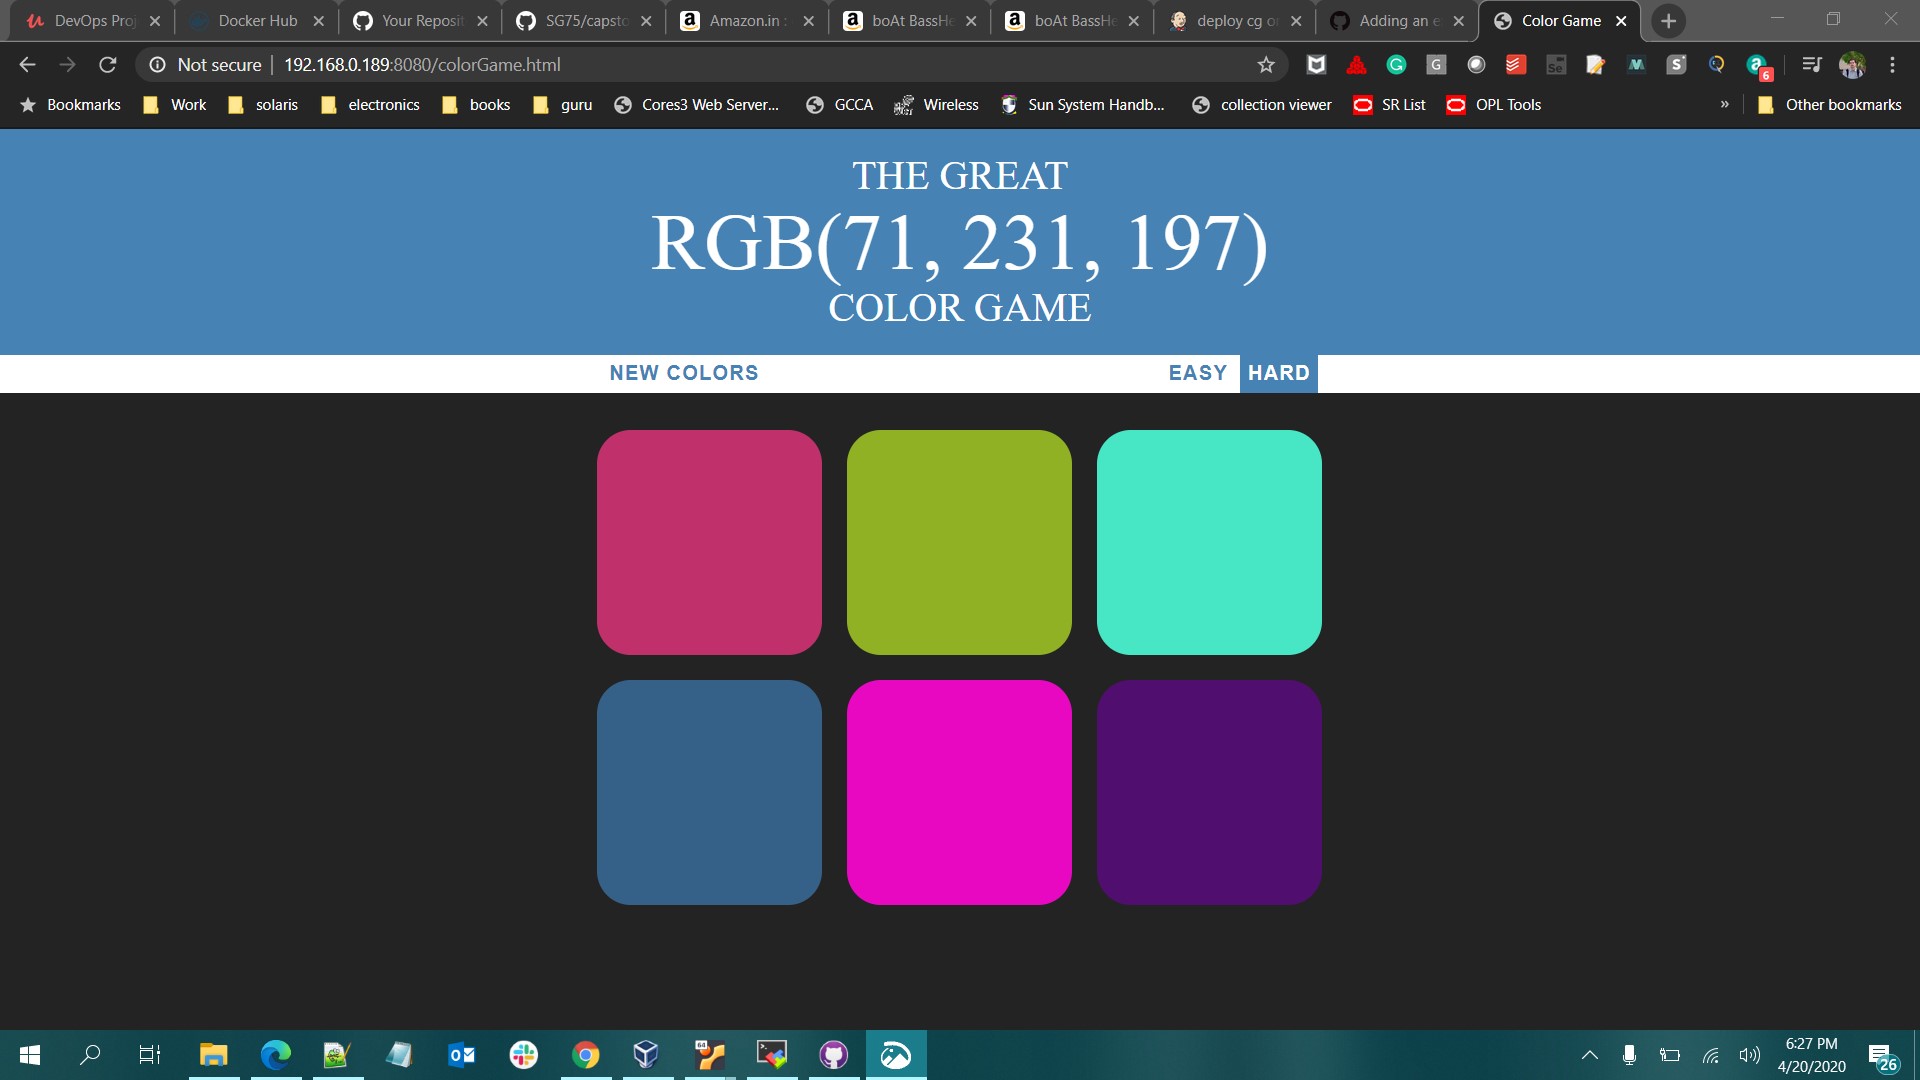 DevOps Proj
Docker Hub
Your Reposit
SG75/capsto
Amazon.in :
boAt BassHe
boAt BassHe
deploy cg o
Adding an e
Color Game
Not secure | 192.168.0.189:8080/colorGame.html
6
Bookmarks Work solaris electronics books guru Cores3 Web Server... GCCA Wireless Sun System Handb... collection viewer SR List OPL Tools » Other bookmarks
THE GREAT
RGB(71, 231, 197)
COLOR GAME
NEW COLORS EASY HARD
6:27 PM
4/20/2020
26